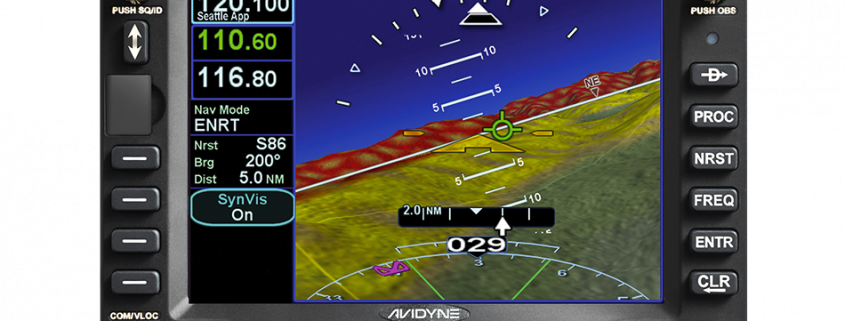 PUSH SQ/ID
PUSH OBS
120.100
Seattle App
110.60
116.80
Nav Mode
ENRT
Nrst S86
Brg 200°
Dist 5.0 NM
SynVis
On
10
10
5
5
NE
5
5
10
2.0 NM
029
3
33
PROC
NRST
FREQ
ENTR
CLR
D
COM/VLOC
AVIDYNE